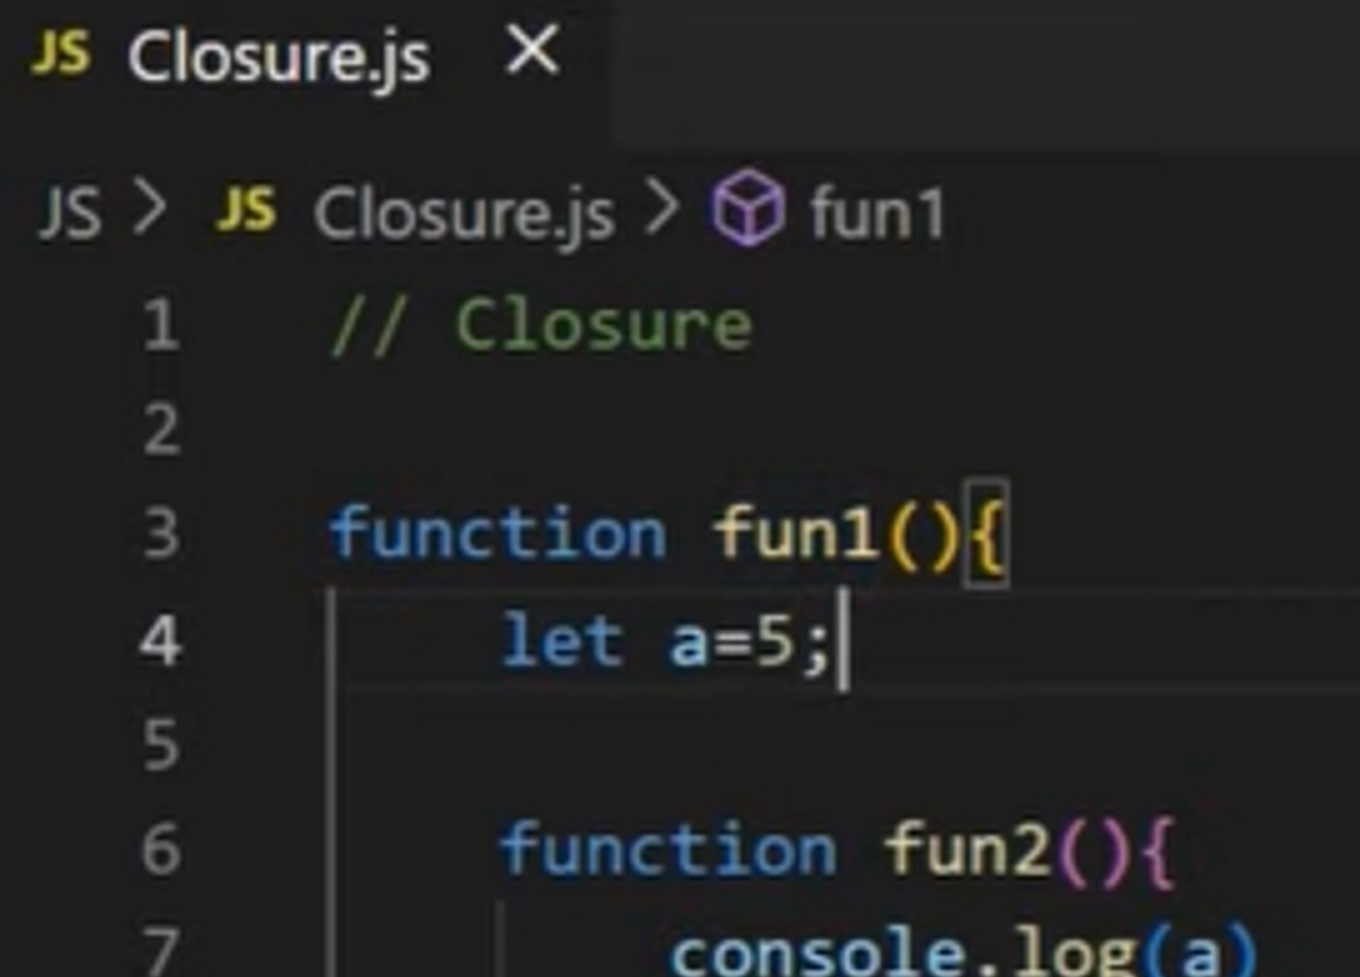 JS Closure.js ×
JS > JS Closure.js > fun1
1 // Closure
2
3 function fun1(){
4 let a=5;
5
6 function fun2(){
7 console.log(a)